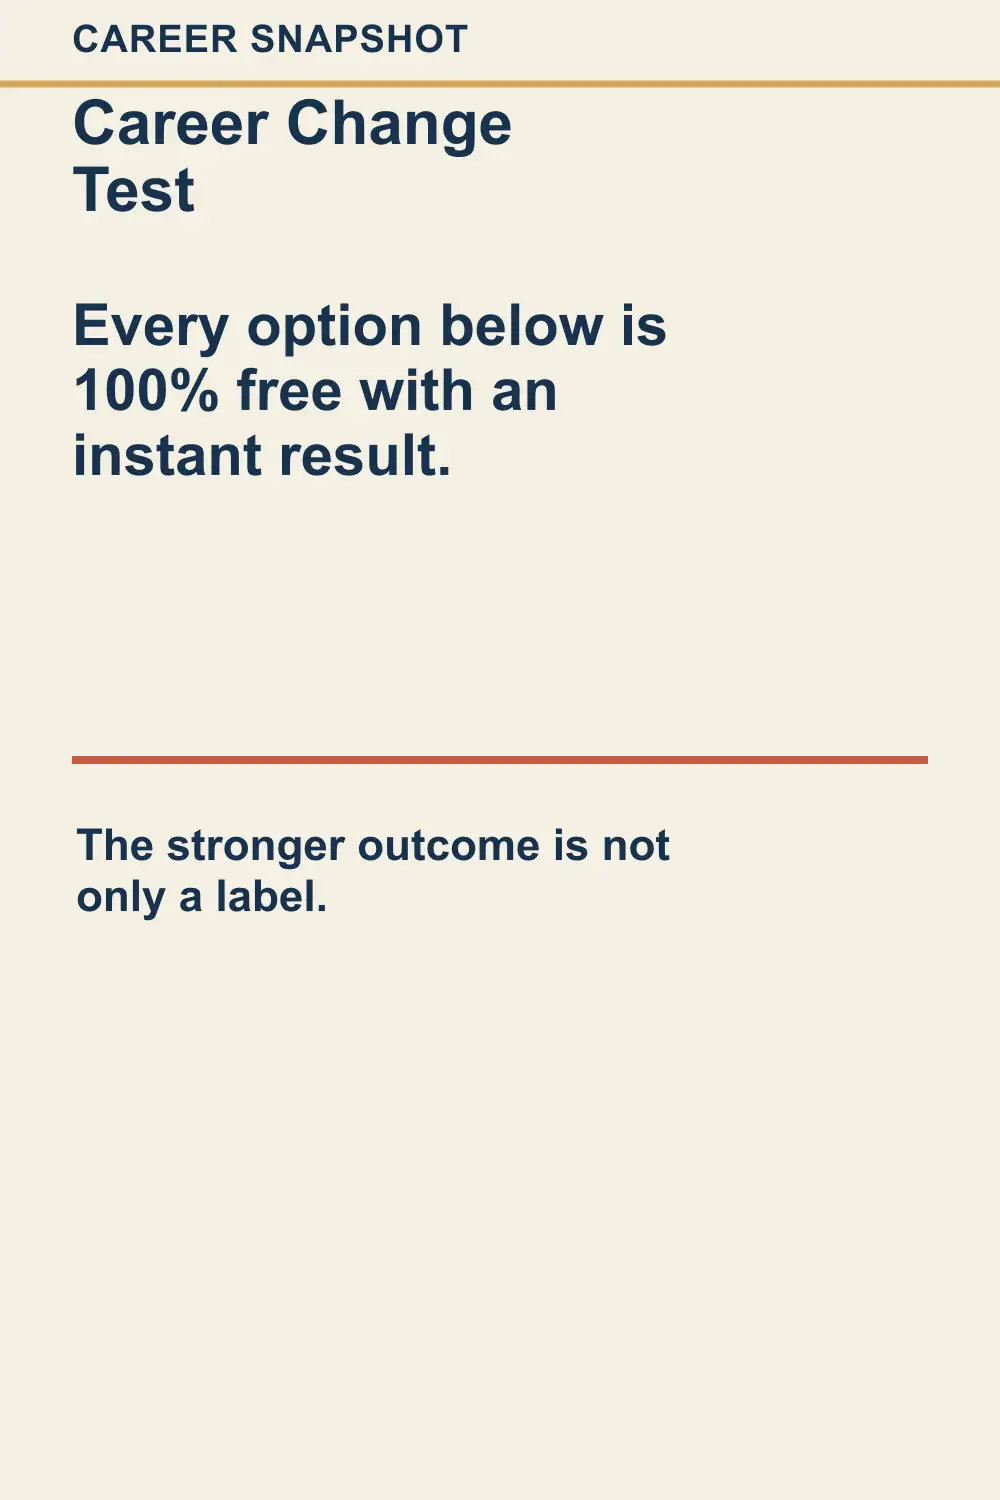 CAREER SNAPSHOT
Career Change
Test
Every option below is
100% free with an
instant result.
The stronger outcome is not
only a label.